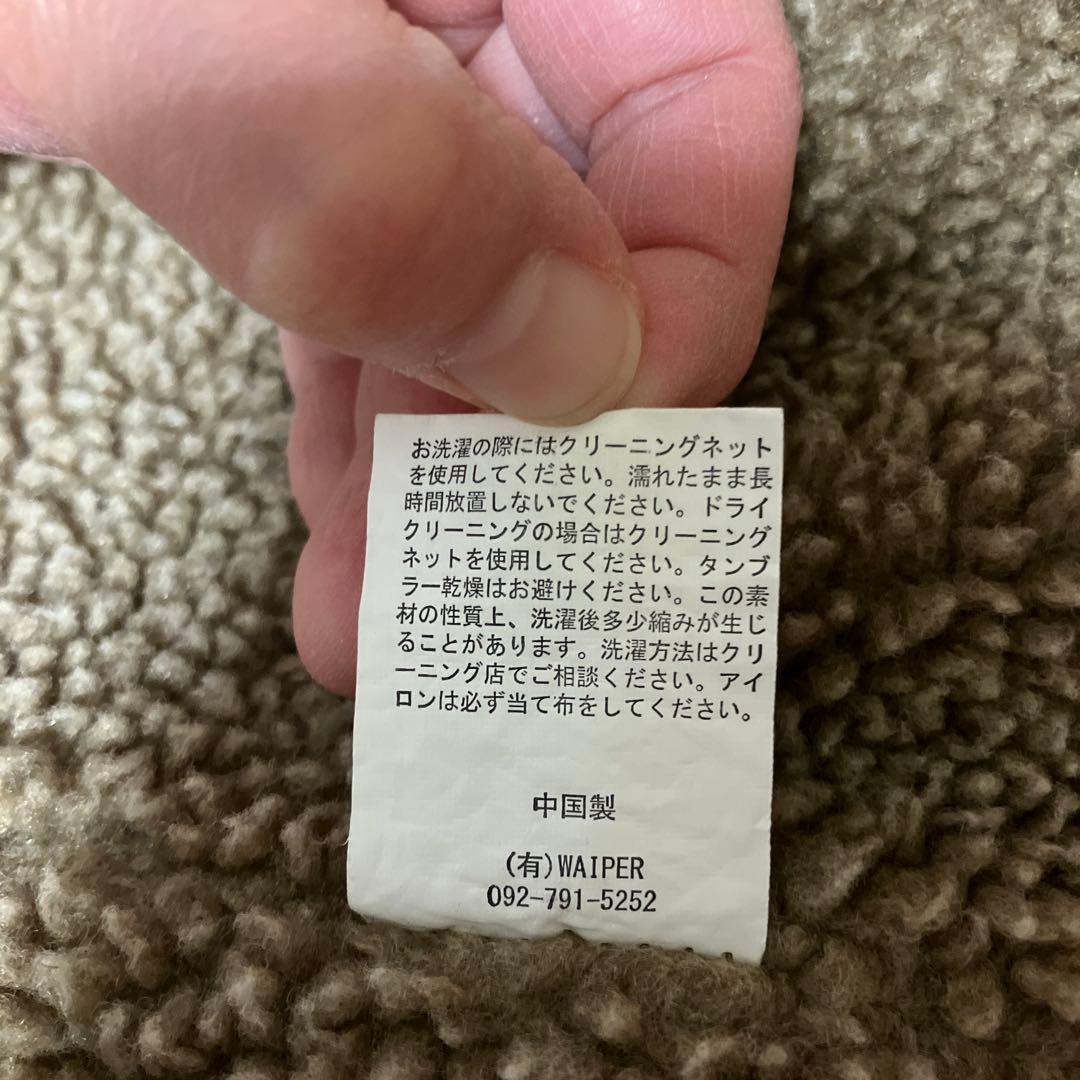 お洗濯の際にはクリーニングネット
を使用してください。濡れたまま長
時間放置しないでください。ドライ
クリーニングの場合はクリーニング
ネットを使用してください。タンブ
ラー乾燥はお避けください。この素
材の性質上、洗濯後多少縮みが生じ
ることがあります。洗濯方法はクリ
ーニング店でご相談ください。アイ
ロンは必ず当て布をしてください。
中国製
(有)WAIPER
092-791-5252